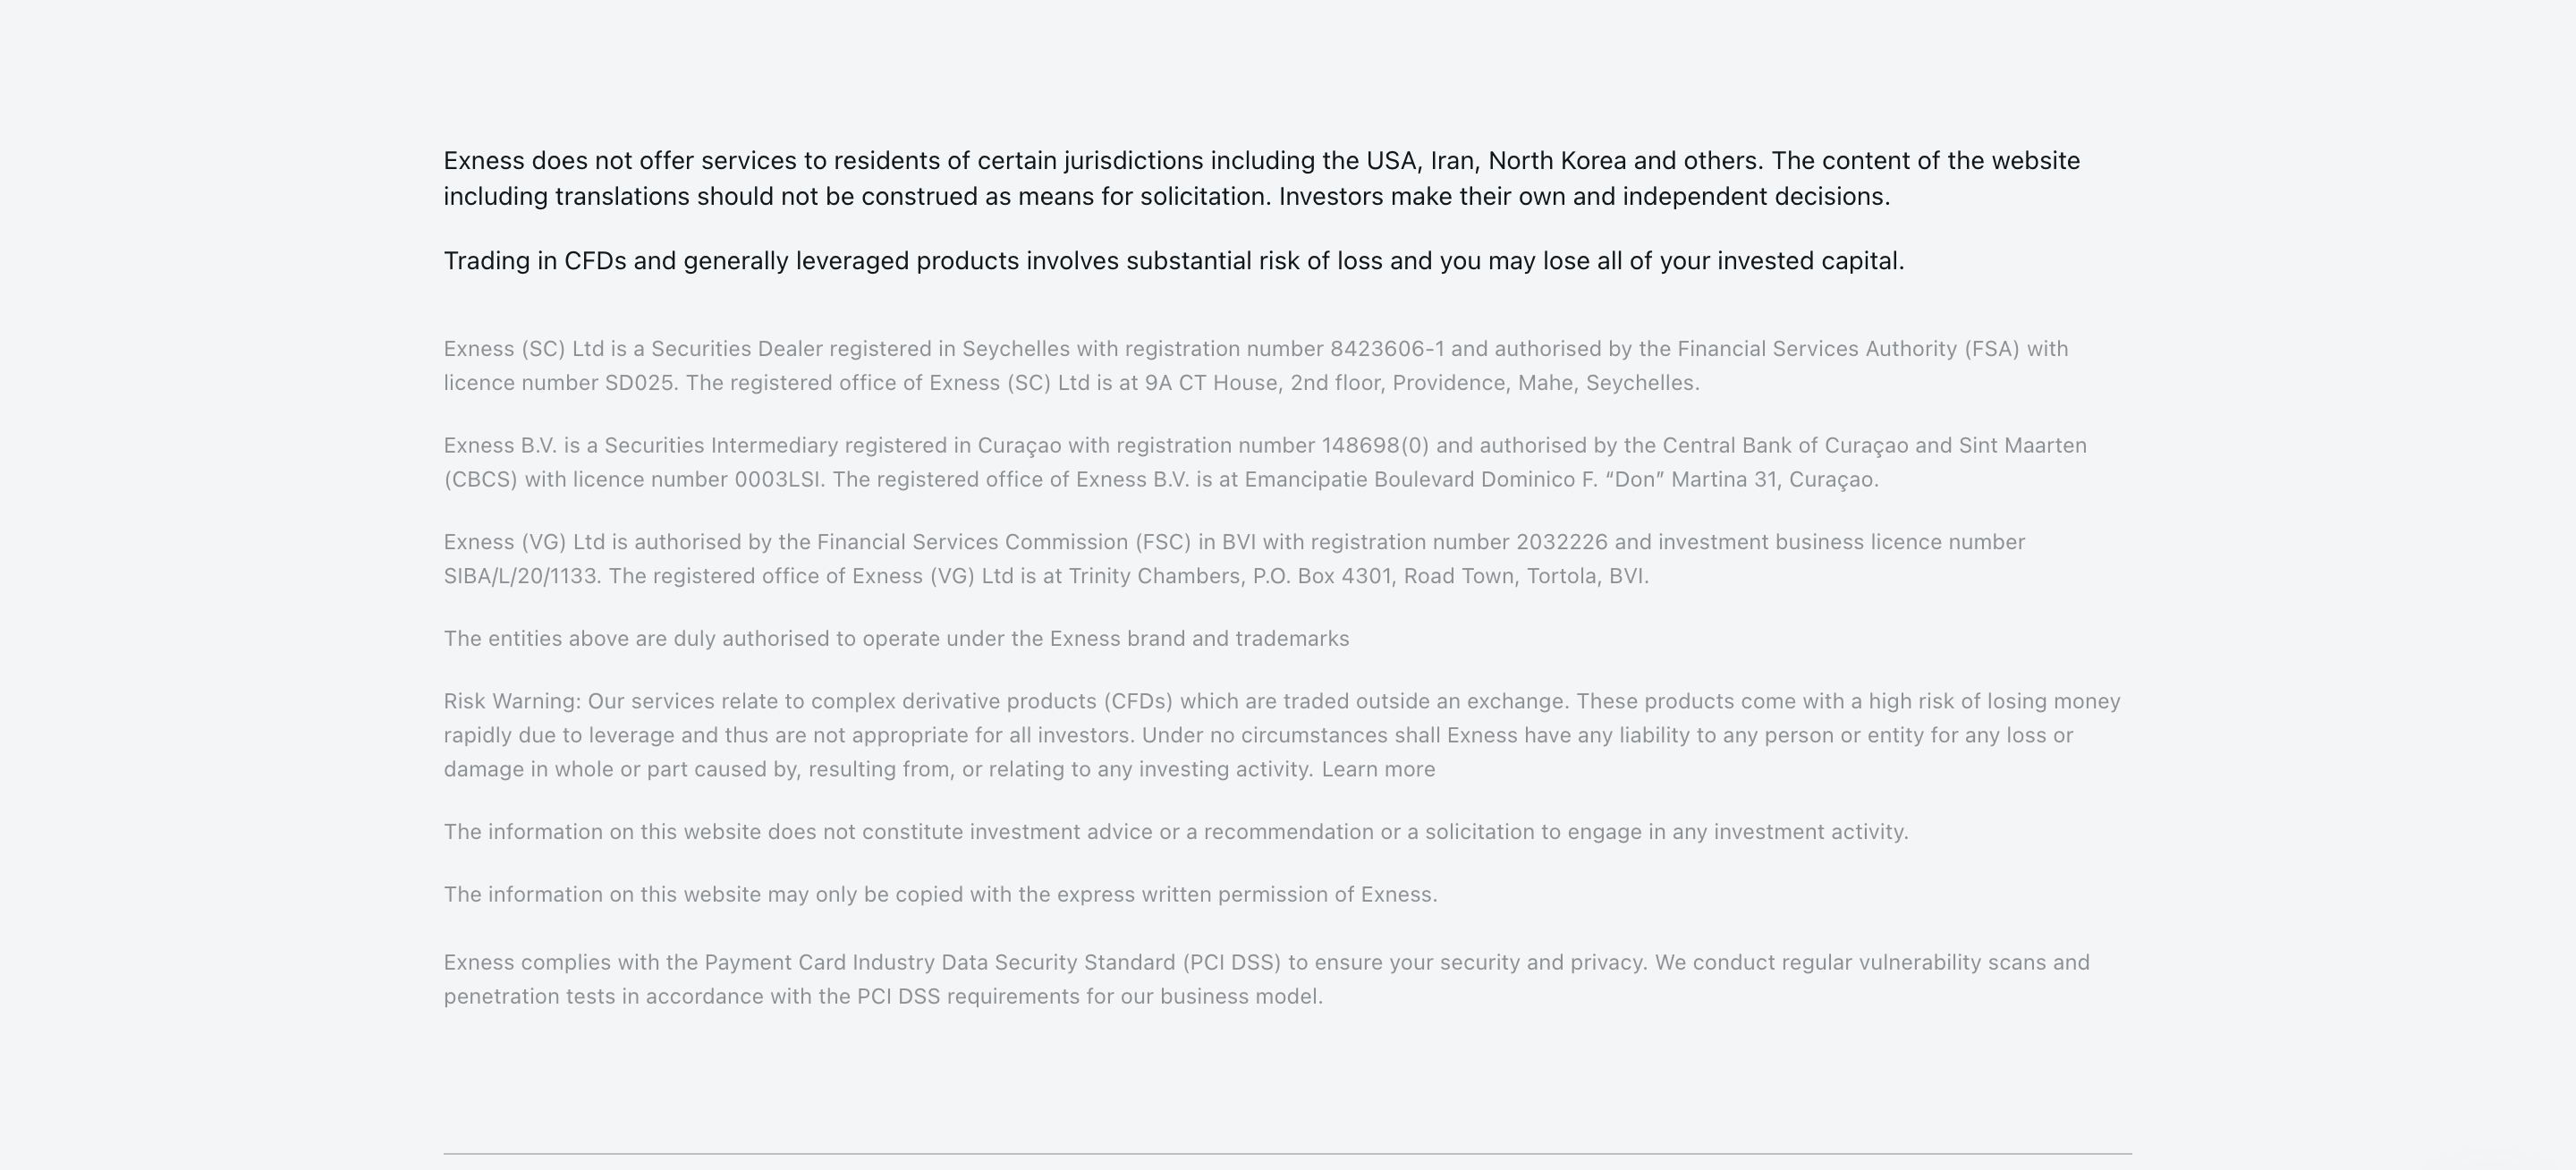 Exness does not offer services to residents of certain jurisdictions including the USA, Iran, North Korea and others. The content of the website
including translations should not be construed as means for solicitation. Investors make their own and independent decisions.
Trading in CFDs and generally leveraged products involves substantial risk of loss and you may lose all of your invested capital.
Exness (SC) Ltd is a Securities Dealer registered in Seychelles with registration number 8423606-1 and authorised by the Financial Services Authority (FSA) with
licence number SD025. The registered office of Exness (SC) Ltd is at 9A CT House, 2nd floor, Providence, Mahe, Seychelles.
Exness B.V. is a Securities Intermediary registered in Curaçao with registration number 148698(0) and authorised by the Central Bank of Curaçao and Sint Maarten
(CBCS) with licence number 0003LSI. The registered office of Exness B.V. is at Emancipatie Boulevard Dominico F. “Don” Martina 31, Curaçao.
Exness (VG) Ltd is authorised by the Financial Services Commission (FSC) in BVI with registration number 2032226 and investment business licence number
SIBA/L/20/1133. The registered office of Exness (VG) Ltd is at Trinity Chambers, P.O. Box 4301, Road Town, Tortola, BVI.
The entities above are duly authorised to operate under the Exness brand and trademarks
Risk Warning: Our services relate to complex derivative products (CFDs) which are traded outside an exchange. These products come with a high risk of losing money
rapidly due to leverage and thus are not appropriate for all investors. Under no circumstances shall Exness have any liability to any person or entity for any loss or
damage in whole or part caused by, resulting from, or relating to any investing activity. Learn more
The information on this website does not constitute investment advice or a recommendation or a solicitation to engage in any investment activity.
The information on this website may only be copied with the express written permission of Exness.
Exness complies with the Payment Card Industry Data Security Standard (PCI DSS) to ensure your security and privacy. We conduct regular vulnerability scans and
penetration tests in accordance with the PCI DSS requirements for our business model.